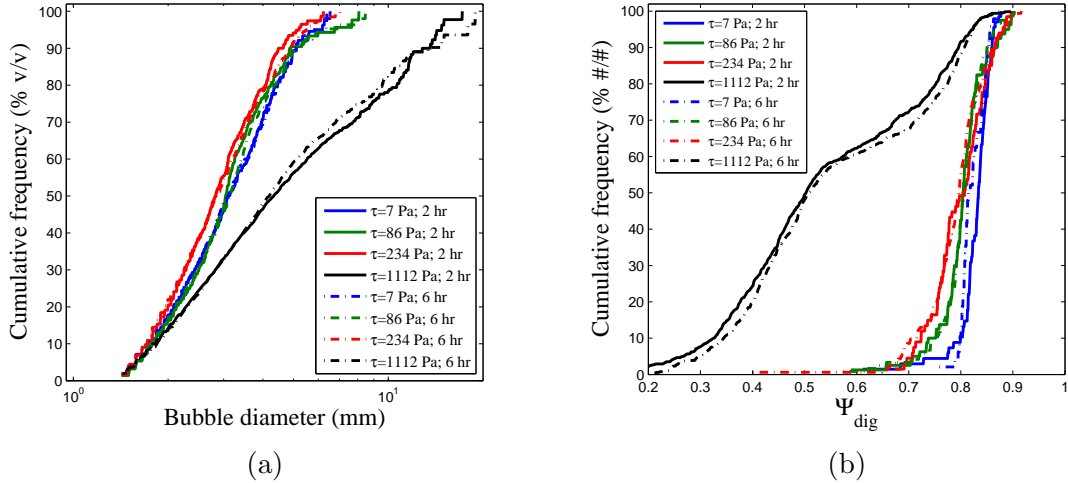 100
90
80
70
60
50
40
30
20
10
0
Cumulative frequency (% v/v)
τ=7 Pa; 2 hr
τ=86 Pa; 2 hr
τ=234 Pa; 2 hr
τ=1112 Pa; 2 hr
τ=7 Pa; 6 hr
τ=86 Pa; 6 hr
τ=234 Pa; 6 hr
τ=1112 Pa; 6 hr
10^0
10^1
Bubble diameter (mm)
(a)
100
90
80
70
60
50
40
30
20
10
0
Cumulative frequency (% #/#)
τ=7 Pa; 2 hr
τ=86 Pa; 2 hr
τ=234 Pa; 2 hr
τ=1112 Pa; 2 hr
τ=7 Pa; 6 hr
τ=86 Pa; 6 hr
τ=234 Pa; 6 hr
τ=1112 Pa; 6 hr
0.2 0.3 0.4 0.5 0.6 0.7 0.8 0.9 1
Ψ_dig
(b)